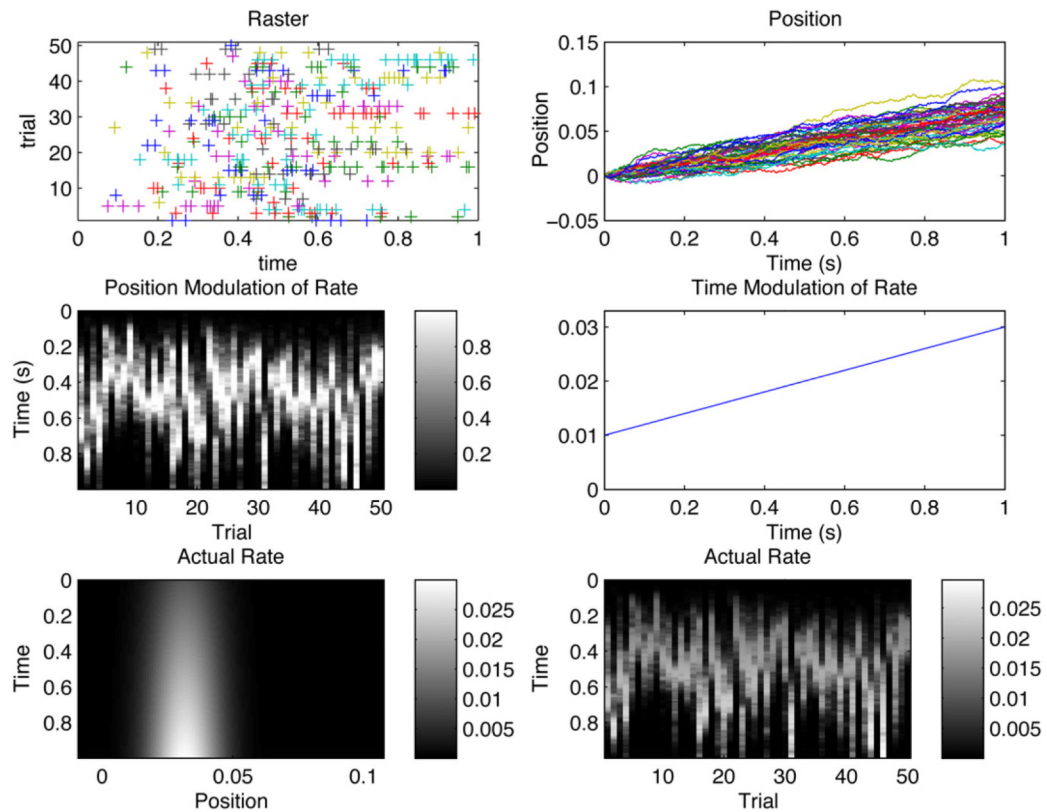 Raster
50
40
30
20
10
trial
0 0.2 0.4 0.6 0.8 1
time
Position
0.15
0.1
0.05
0
−0.05
Position
0 0.2 0.4 0.6 0.8 1
Time (s)
Position Modulation of Rate
0
0.2
0.4
0.6
0.8
Time (s)
10 20 30 40 50
Trial
0.8
0.6
0.4
0.2
Time Modulation of Rate
0.03
0.02
0.01
0
0 0.2 0.4 0.6 0.8 1
Time (s)
Actual Rate
0
0.2
0.4
0.6
0.8
Time
0 0.05 0.1
Position
0.025
0.02
0.015
0.01
0.005
Actual Rate
0
0.2
0.4
0.6
0.8
Time
10 20 30 40 50
Trial
0.025
0.02
0.015
0.01
0.005